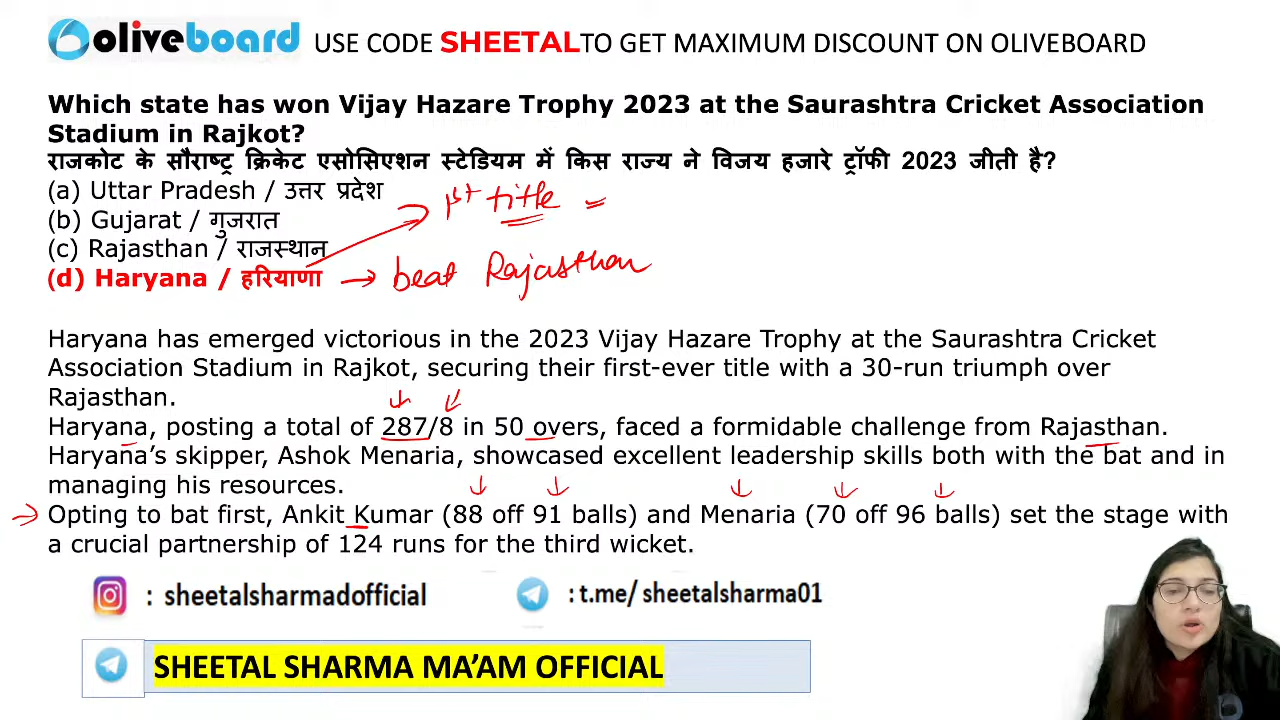 oliveboard USE CODE SHEETAL TO GET MAXIMUM DISCOUNT ON OLIVEBOARD
Which state has won Vijay Hazare Trophy 2023 at the Saurashtra Cricket Association
Stadium in Rajkot?
राजकोट के सौराष्ट्र क्रिकेट एसोसिएशन स्टेडियम में किस राज्य ने विजय हजारे ट्रॉफी 2023 जीती है?
(a) Uttar Pradesh / उत्तर प्रदेश
1st title
(b) Gujarat / गुजरात
(c) Rajasthan / राजस्थान
(d) Haryana / हरियाणा → beat Rajasthan
Haryana has emerged victorious in the 2023 Vijay Hazare Trophy at the Saurashtra Cricket
Association Stadium in Rajkot, securing their first-ever title with a 30-run triumph over
Rajasthan.
Haryana, posting a total of 287/8 in 50 overs, faced a formidable challenge from Rajasthan.
Haryana's skipper, Ashok Menaria, showcased excellent leadership skills both with the bat and in
managing his resources.
Opting to bat first, Ankit Kumar (88 off 91 balls) and Menaria (70 off 96 balls) set the stage with
a crucial partnership of 124 runs for the third wicket.
: sheetalsharmadofficial : t.me/ sheetalsharma01
SHEETAL SHARMA MA'AM OFFICIAL